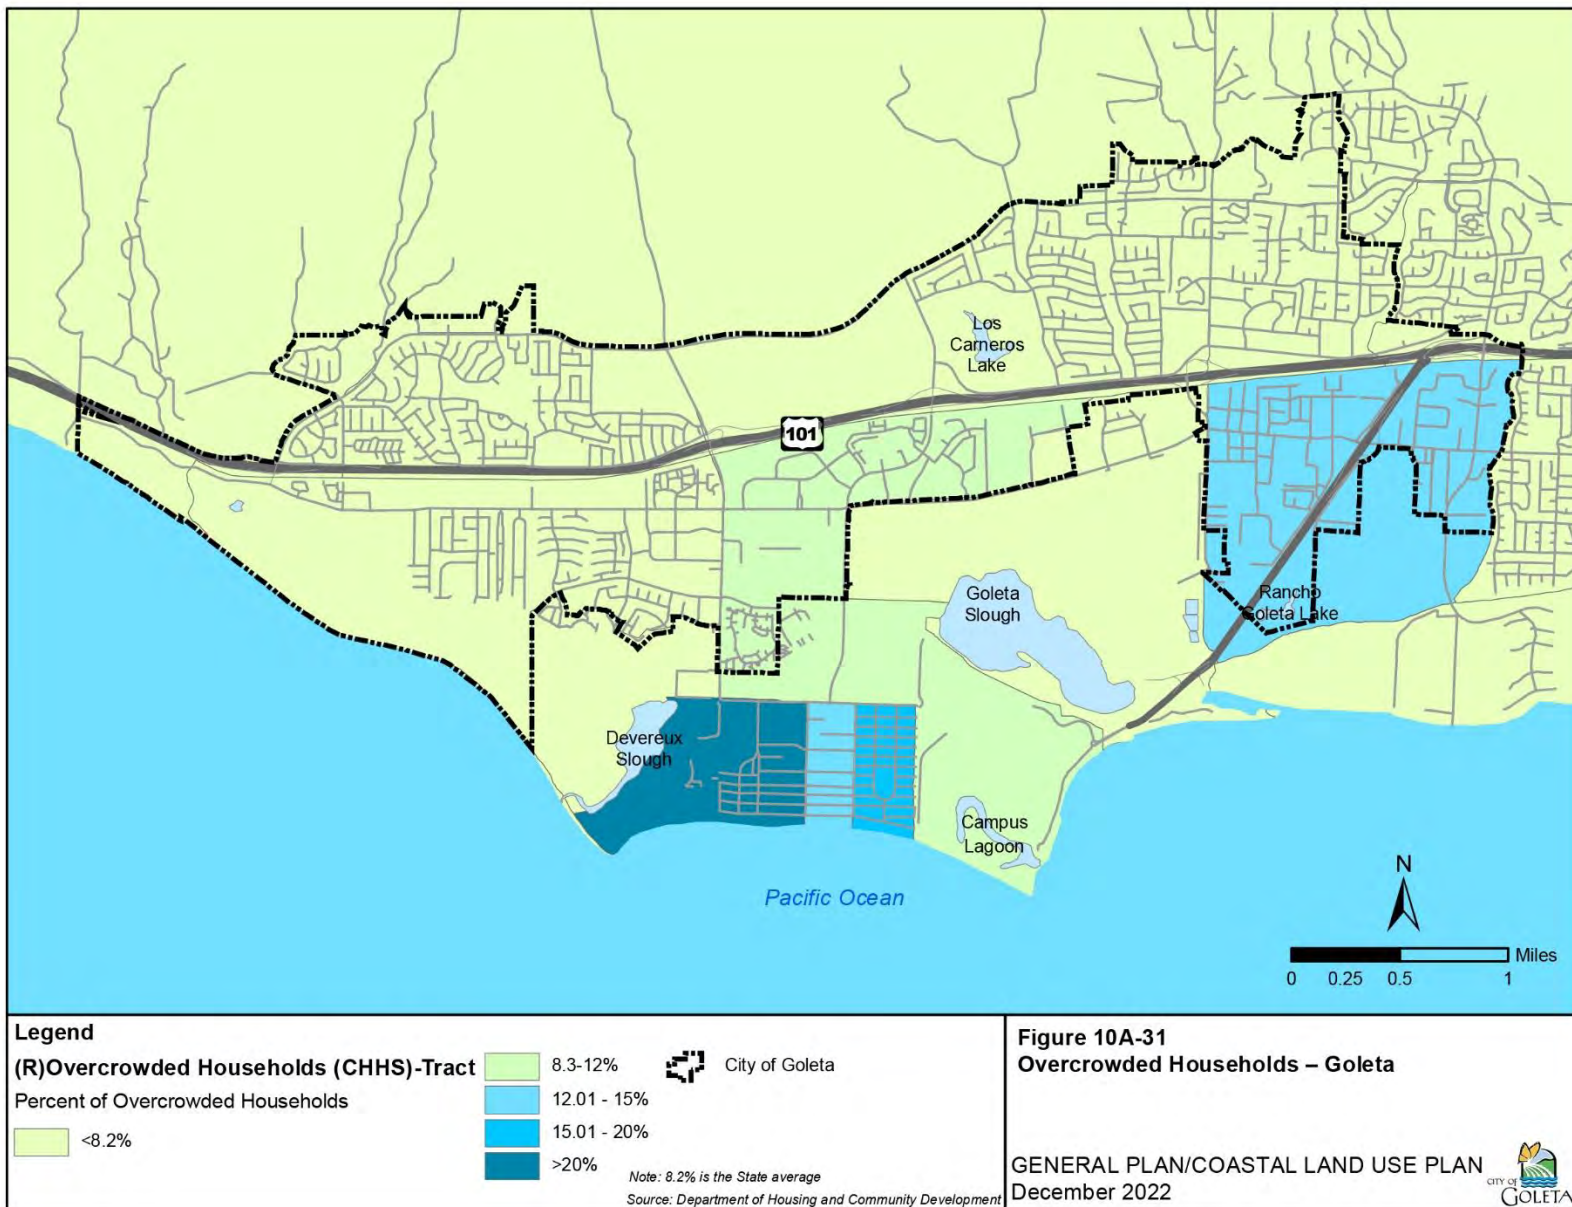 Los
Carneros
Lake
101
Goleta
Slough
Rancho
Goleta Lake
Devereux
Slough
Campus
Lagoon
Pacific Ocean
N
Miles
0 0.25 0.5 1
Legend
(R)Overcrowded Households (CHHS)-Tract
Percent of Overcrowded Households
<8.2%
8.3-12%
12.01 - 15%
15.01 - 20%
>20%
City of Goleta
Note: 8.2% is the State average
Source: Department of Housing and Community Development
Figure 10A-31
Overcrowded Households – Goleta
GENERAL PLAN/COASTAL LAND USE PLAN
December 2022
CITY OF
GOLETA